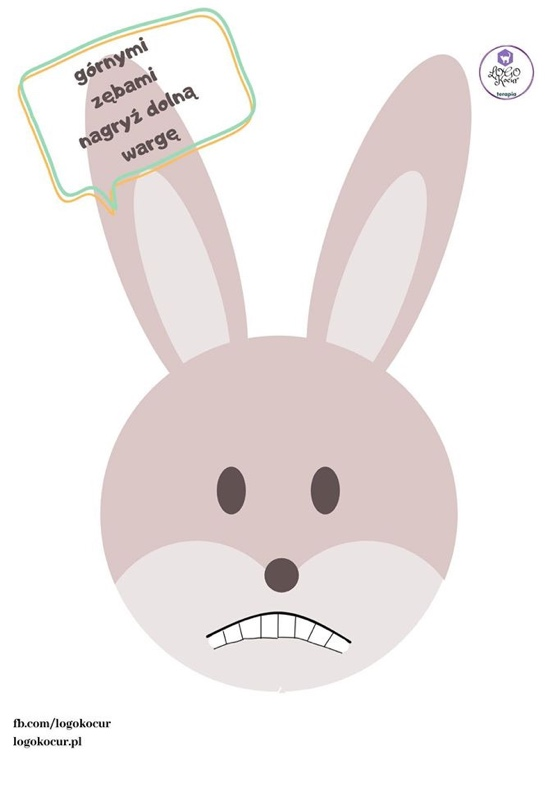 górnymi
zębami
nagryź dolną
wargę
LOGO
Kocur
terapia
fb.com/logokocur
logokocur.pl